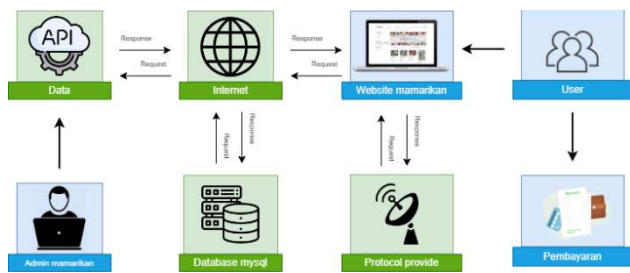 API
Response
Request
Response
Request
Data
Internet
Website mamarikan
User
Request
Response
Request
Response
Admin mamarikan
Database mysql
Protocol provide
Pembayaran